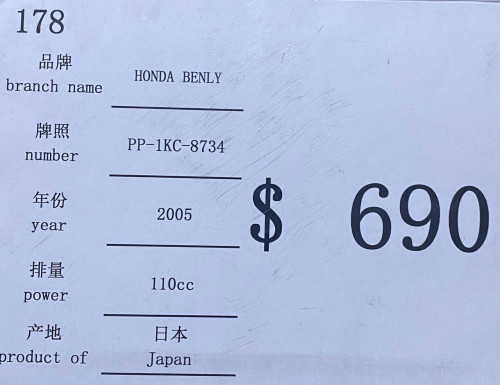 178
品牌
branch name
HONDA BENLY
牌照
number
PP-1KC-8734
年份
year
2005
$ 690
排量
power
110cc
产地
product of
日本
Japan